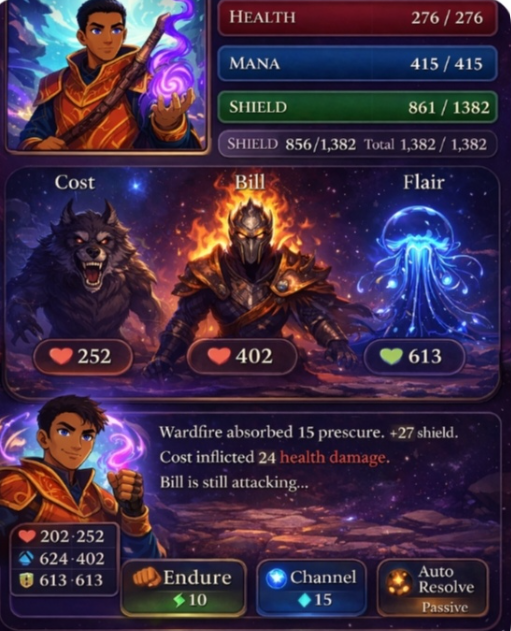 HEALTH 276 / 276
MANA 415 / 415
SHIELD 861 / 1382
SHIELD 856/1,382 Total 1,382 / 1,382
Cost Bill Flair
252 402 613
Wardfire absorbed 15 prescure. +27 shield.
Cost inflicted 24 health damage.
Bill is still attacking...
202·252
624·402
613·613
Endure
10
Channel
15
Auto
Resolve
Passive